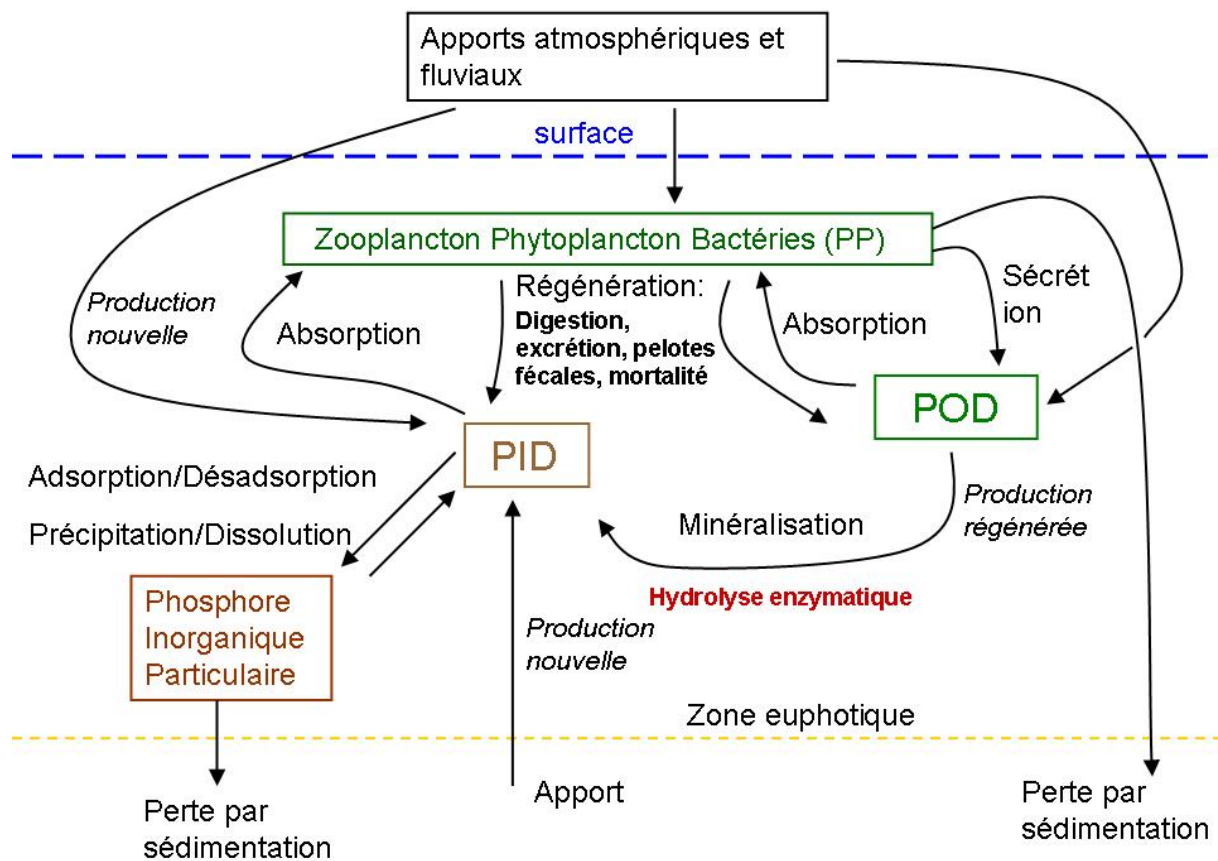 Apports atmosphériques et
fluviaux
surface
Zooplancton Phytoplancton Bactéries (PP)
Production
nouvelle
Absorption
Régénération:
Digestion,
excrétion, pelotes
fécales, mortalité
Absorption
Sécrét
ion
POD
PID
Adsorption/Désadsorption
Précipitation/Dissolution
Minéralisation
Production
régénérée
Hydrolyse enzymatique
Phosphore
Inorganique
Particulaire
Production
nouvelle
Zone euphotique
Perte par
sédimentation
Apport
Perte par
sédimentation